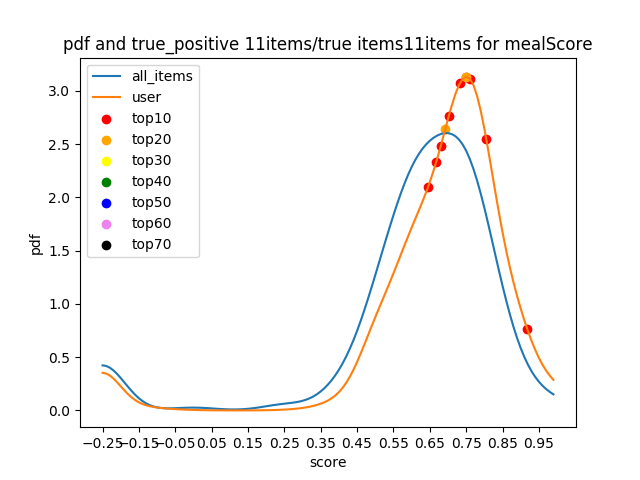 pdf and true_positive 11items/true items11items for mealScore
all_items
user
top10
top20
top30
top40
top50
top60
top70
3.0
2.5
2.0
1.5
1.0
0.5
0.0
pdf
−0.25 −0.15 −0.05 0.05 0.15 0.25 0.35 0.45 0.55 0.65 0.75 0.85 0.95
score